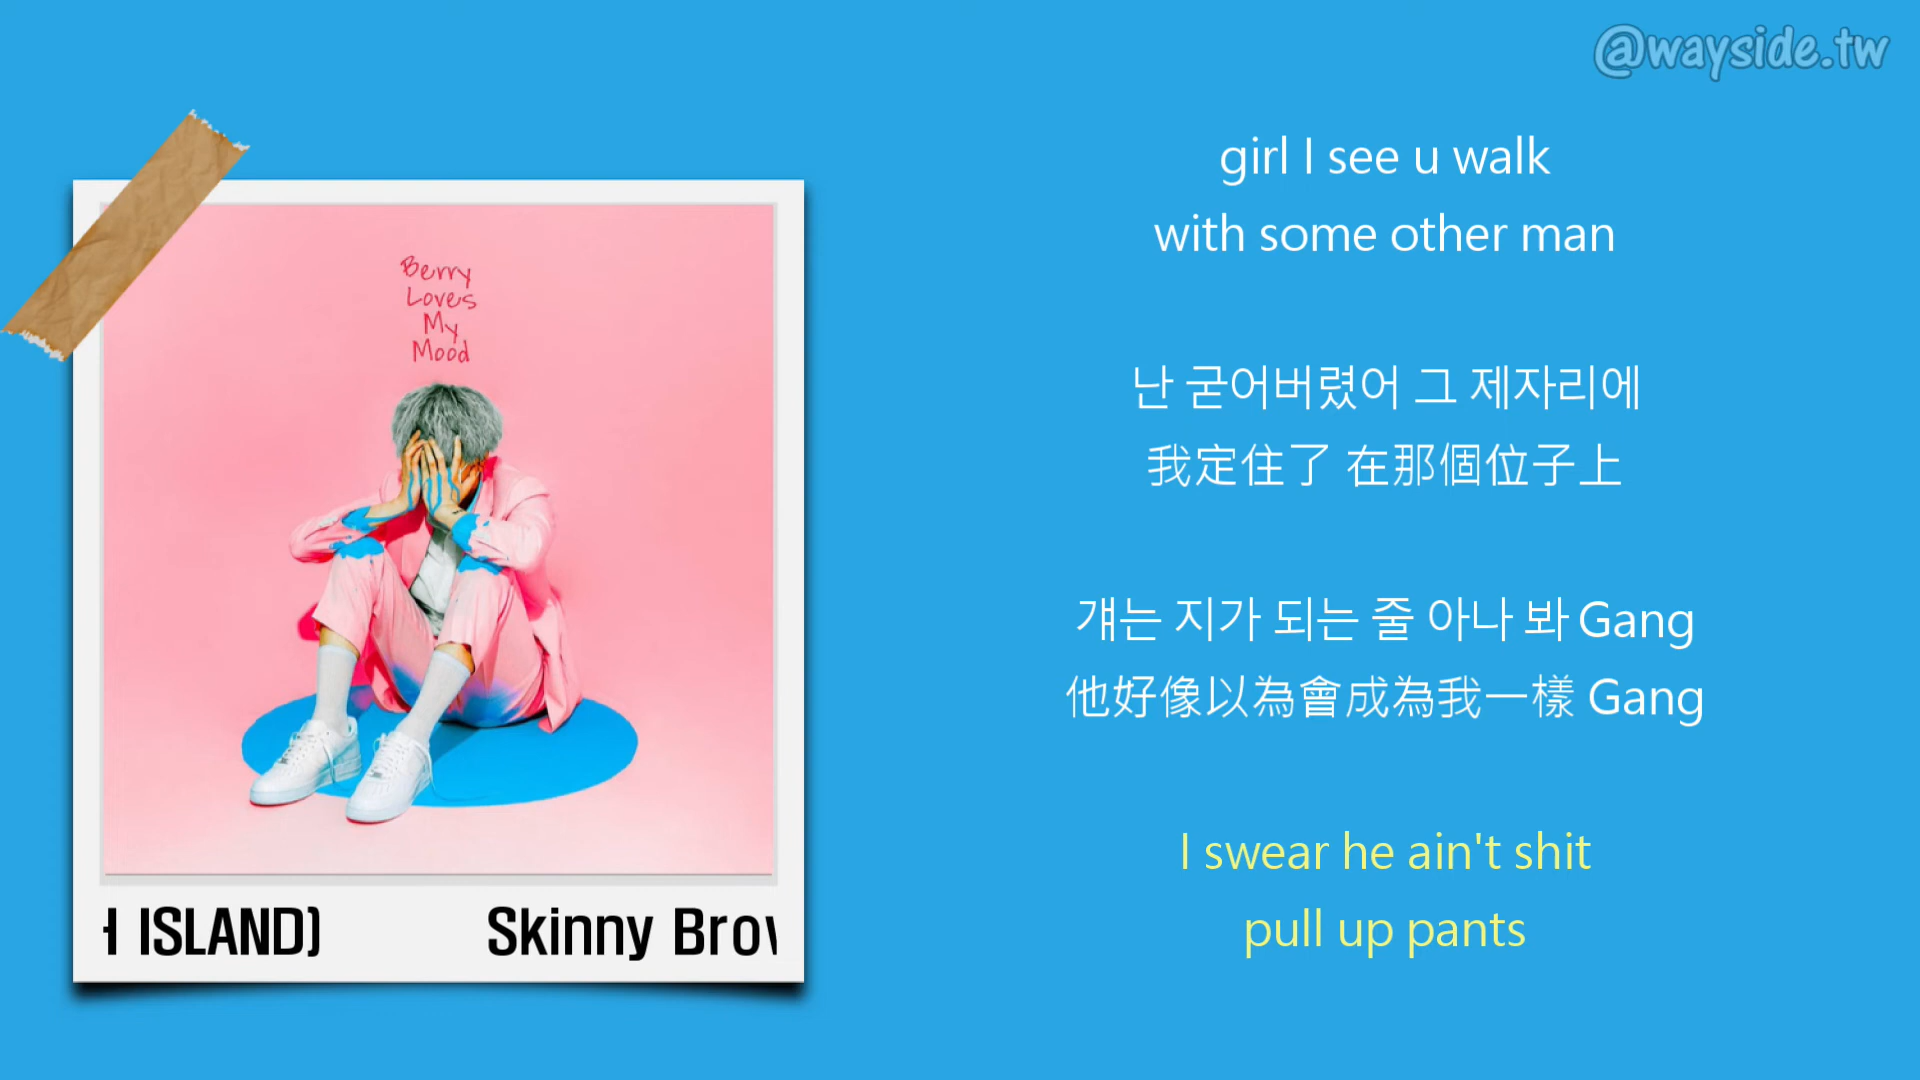 @wayside.tw
Berry
Loves
My
Mood
girl I see u walk
with some other man
난 굳어버렸어 그 제자리에
我定住了 在那個位子上
걔는 지가 되는 줄 아나 봐 Gang
他好像以為會成為我一樣 Gang
I swear he ain't shit
pull up pants
ISLAND) Skinny